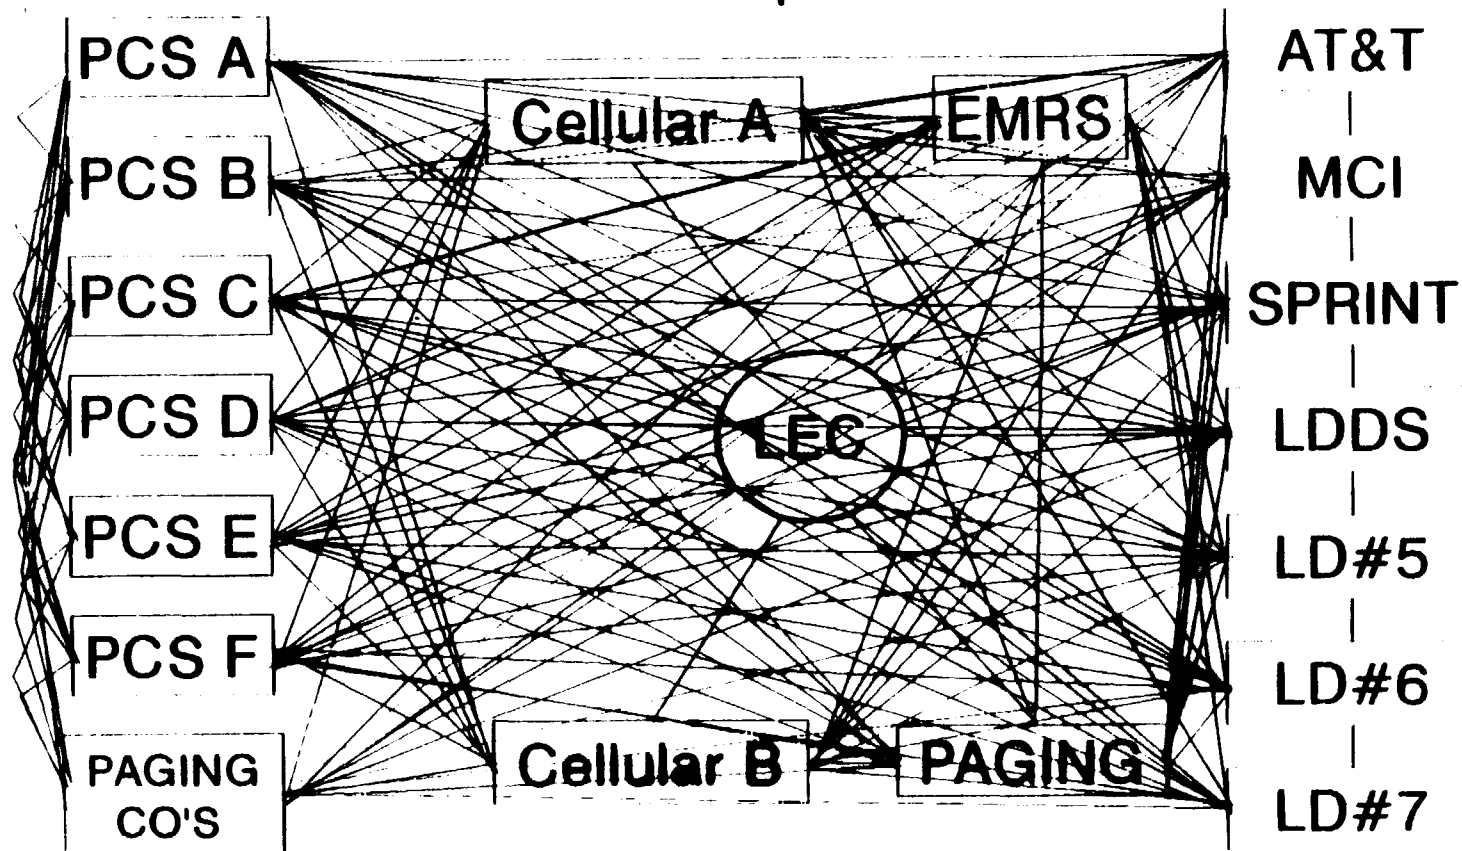 PCS A
PCS B
PCS C
PCS D
PCS E
PCS F
PAGING
CO'S
Cellular A
EMRS
LEC
Cellular B
PAGING
AT&T
MCI
SPRINT
LDDS
LD#5
LD#6
LD#7